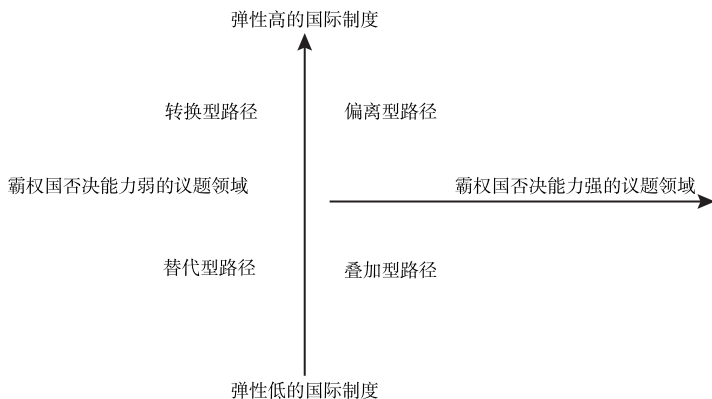 弹性高的国际制度
转换型路径
偏离型路径
霸权国否决能力弱的议题领域
霸权国否决能力强的议题领域
替代型路径
叠加型路径
弹性低的国际制度